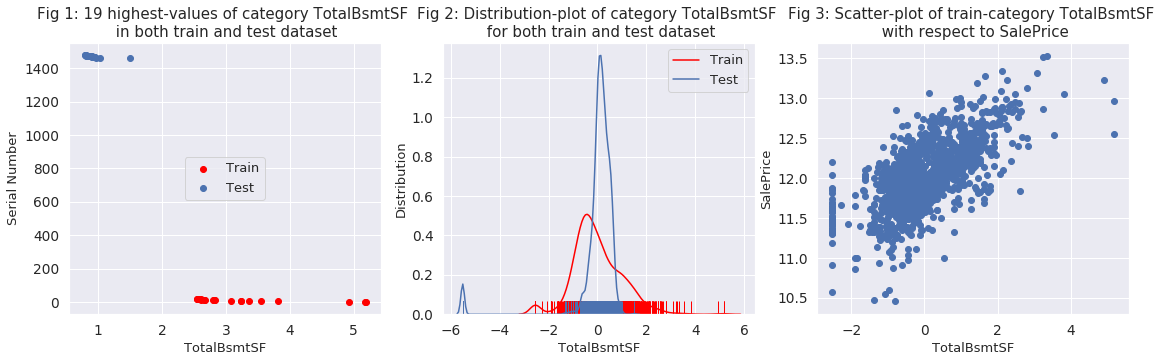 Fig 1: 19 highest-values of category TotalBsmtSF
in both train and test dataset
Serial Number
1400
1200
1000
800
600
400
200
0
Train
Test
1
2
3
4
5
TotalBsmtSF
Fig 2: Distribution-plot of category TotalBsmtSF
for both train and test dataset
Distribution
1.2
1.0
0.8
0.6
0.4
0.2
0.0
Train
Test
−6
−4
−2
0
2
4
6
TotalBsmtSF
Fig 3: Scatter-plot of train-category TotalBsmtSF
with respect to SalePrice
SalePrice
13.5
13.0
12.5
12.0
11.5
11.0
10.5
−2
0
2
4
TotalBsmtSF